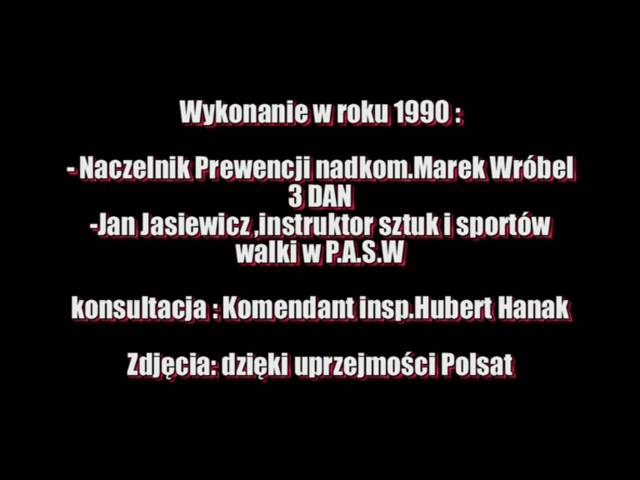 Wykonanie w roku 1990 :
- Naczelnik Prewencji nadkom.Marek Wróbel
3 DAN
-Jan Jasiewicz ,instruktor sztuk i sportów
walki w P.A.S.W
konsultacja : Komendant insp.Hubert Hanak
Zdjęcia: dzięki uprzejmości Polsat